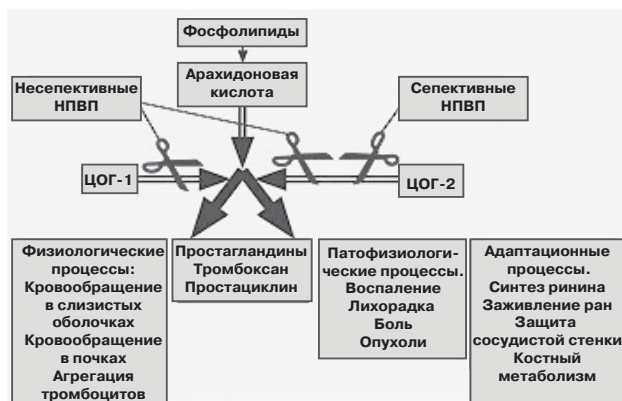 Фосфолипиды
Арахидоновая
кислота
Несепективные
НПВП
Сепективные
НПВП
ЦОГ-1
ЦОГ-2
Физиологические
процессы:
Кровообращение
в слизистых
оболочках
Кровообращение
в почках
Агрегация
тромбоцитов
Простагландины
Тромбоксан
Простациклин
Патофизиологи-
ческие процессы.
Воспаление
Лихорадка
Боль
Опухоли
Адаптационные
процессы.
Синтез ринина
Заживление ран
Защита
сосудистой стенки
Костный
метаболизм